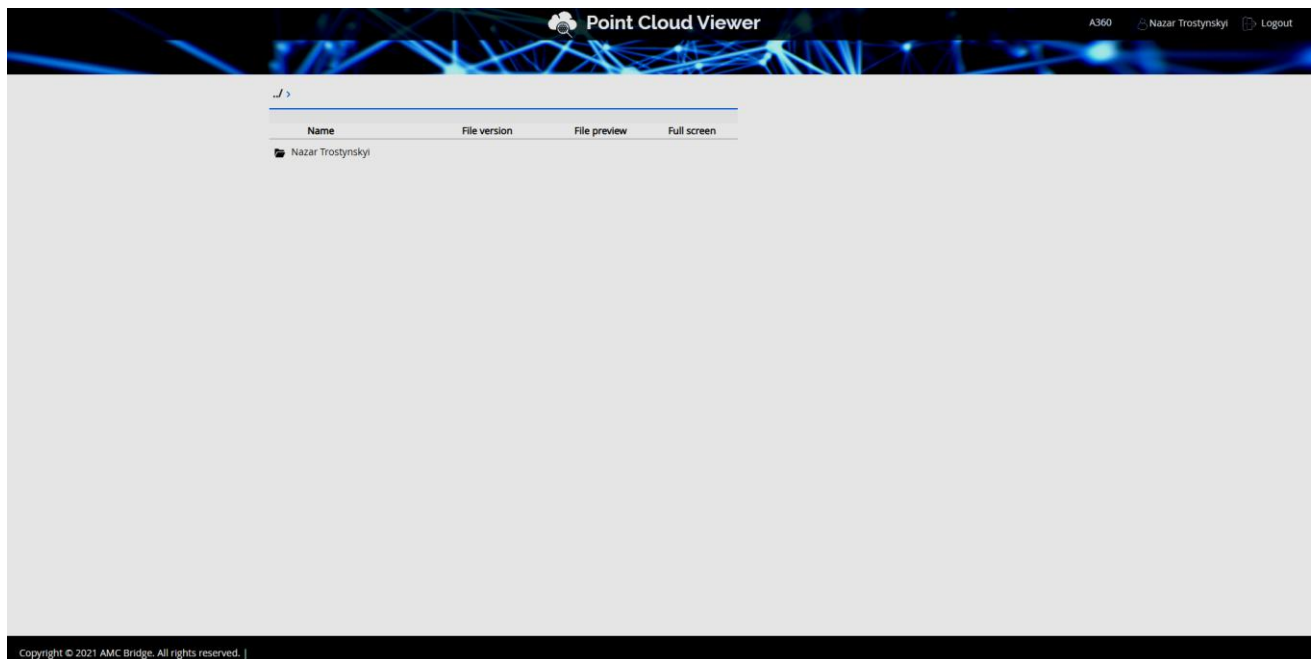 Point Cloud Viewer
A360 Nazar Trostynskyi Logout
../ ›
Name File version File preview Full screen
Nazar Trostynskyi
Copyright © 2021 AMC Bridge. All rights reserved. |